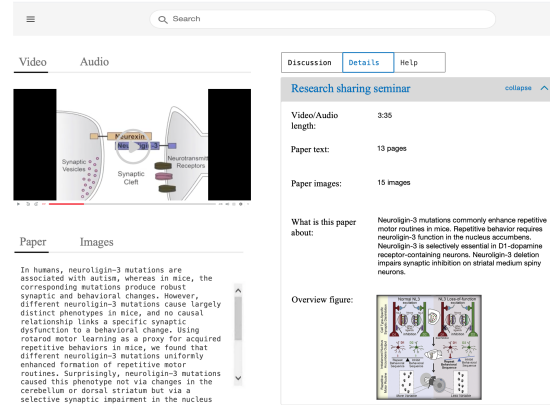 Search
Video
Audio
Neurexin
Synaptic
Vesicles
Synaptic
Cleft
Receptors
Paper
Images
In humans, neuroligin-3 mutations are
associated with autism, whereas in mice, the
corresponding mutations produce robust
synaptic and behavioral changes. However,
different neuroligin-3 mutations cause largely
distinct phenotypes in mice, and no causal
relationship links a specific synaptic
dysfunction to a behavioral change. Using
rotarod motor learning as a proxy for acquired
repetitive behaviors in mice, we found that
different neuroligin-3 mutations uniformly
enhanced formation of repetitive motor
routines. Surprisingly, neuroligin-3 mutations
caused this phenotype not via changes in the
cerebellum or dorsal striatum but via a
selective synaptic impairment in the nucleus
Discussion
Details
Help
Research sharing seminar
collapse
Video/Audio
length:
3:35
Paper text:
13 pages
Paper images:
15 images
What is this paper
about:
Neuroligin-3 mutations commonly enhance repetitive
motor routines in mice. Repetitive behavior requires
neuroligin-3 function in the nucleus accumbens.
Neuroligin-3 is selectively essential in D1-dopamine
receptor-containing neurons. Neuroligin-3 deletion
impairs synaptic inhibition on striatal medium spiny
neurons.
Overview figure:
Normal NL3
NL3 Loss-of-function